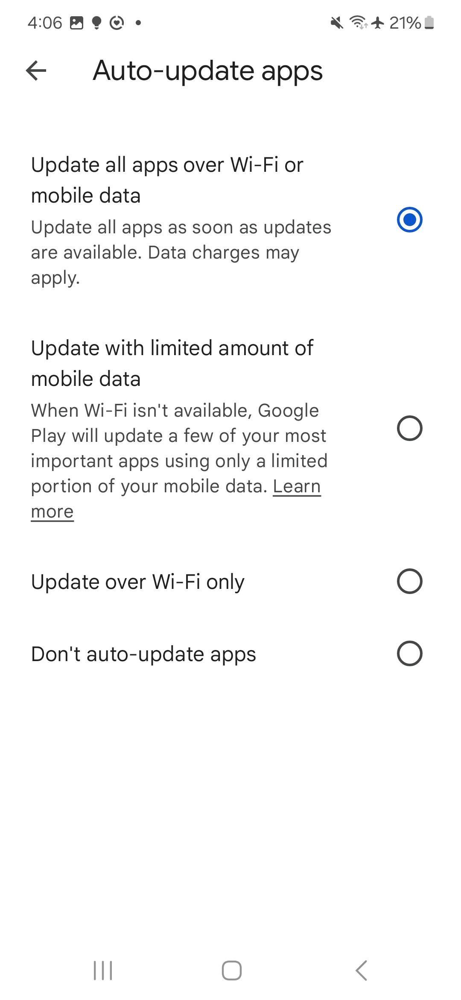 4:06 21%
Auto-update apps
Update all apps over Wi-Fi or
mobile data
Update all apps as soon as updates
are available. Data charges may
apply.
Update with limited amount of
mobile data
When Wi-Fi isn't available, Google
Play will update a few of your most
important apps using only a limited
portion of your mobile data. Learn
more
Update over Wi-Fi only
Don't auto-update apps